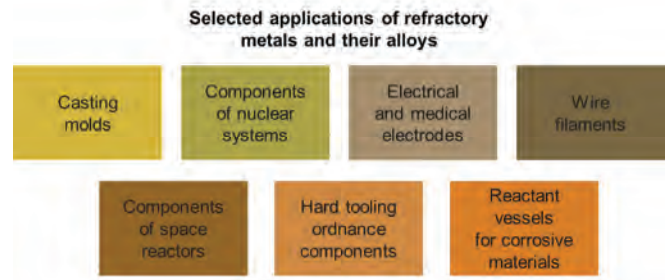 Selected applications of refractory
metals and their alloys
Casting
molds
Components
of nuclear
systems
Electrical
and medical
electrodes
Wire
filaments
Components
of space
reactors
Hard tooling
ordnance
components
Reactant
vessels
for corrosive
materials